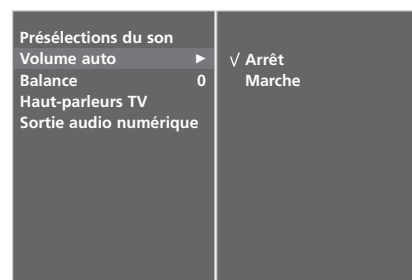 Présélections du son
Volume auto ►
Balance 0
Haut-parleurs TV
Sortie audio numérique
√ Arrêt
Marche